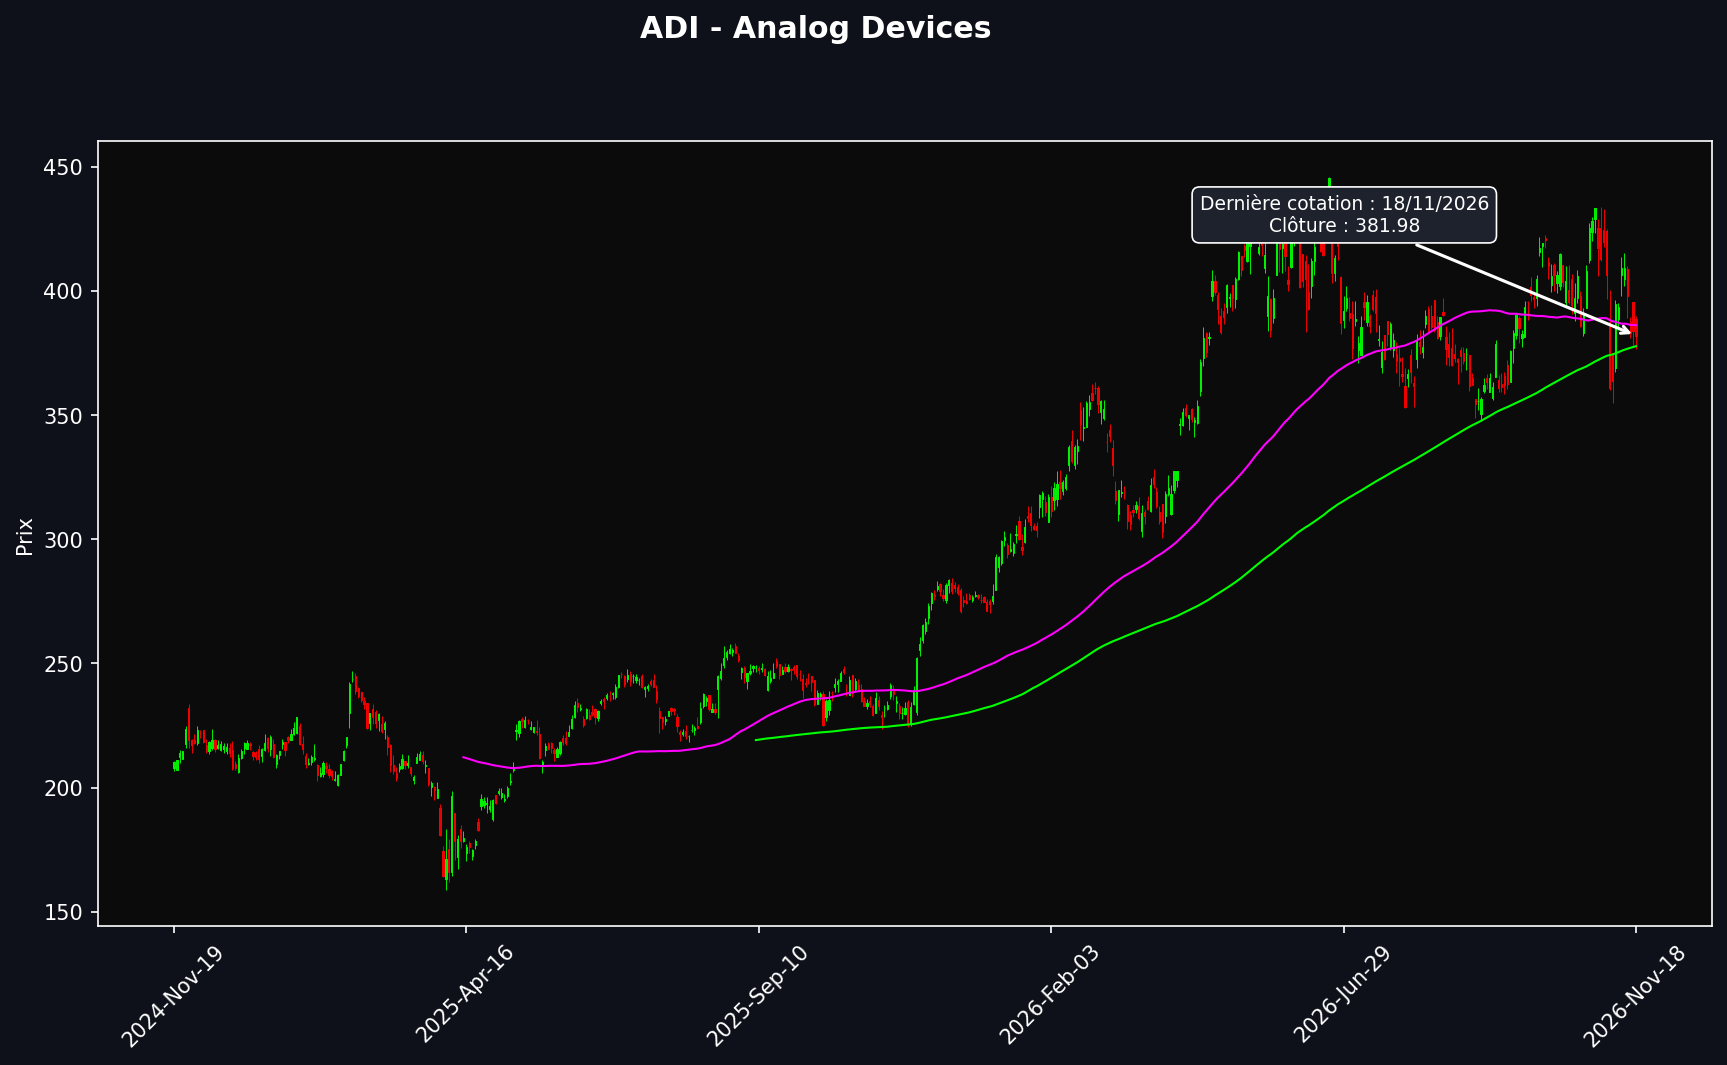 ADI - Analog Devices
450
400
350
300
250
200
150
Prix
Dernière cotation : 18/11/2026
Clôture : 381.98
2024-Nov-19
2025-Apr-16
2025-Sep-10
2026-Feb-03
2026-Jun-29
2026-Nov-18